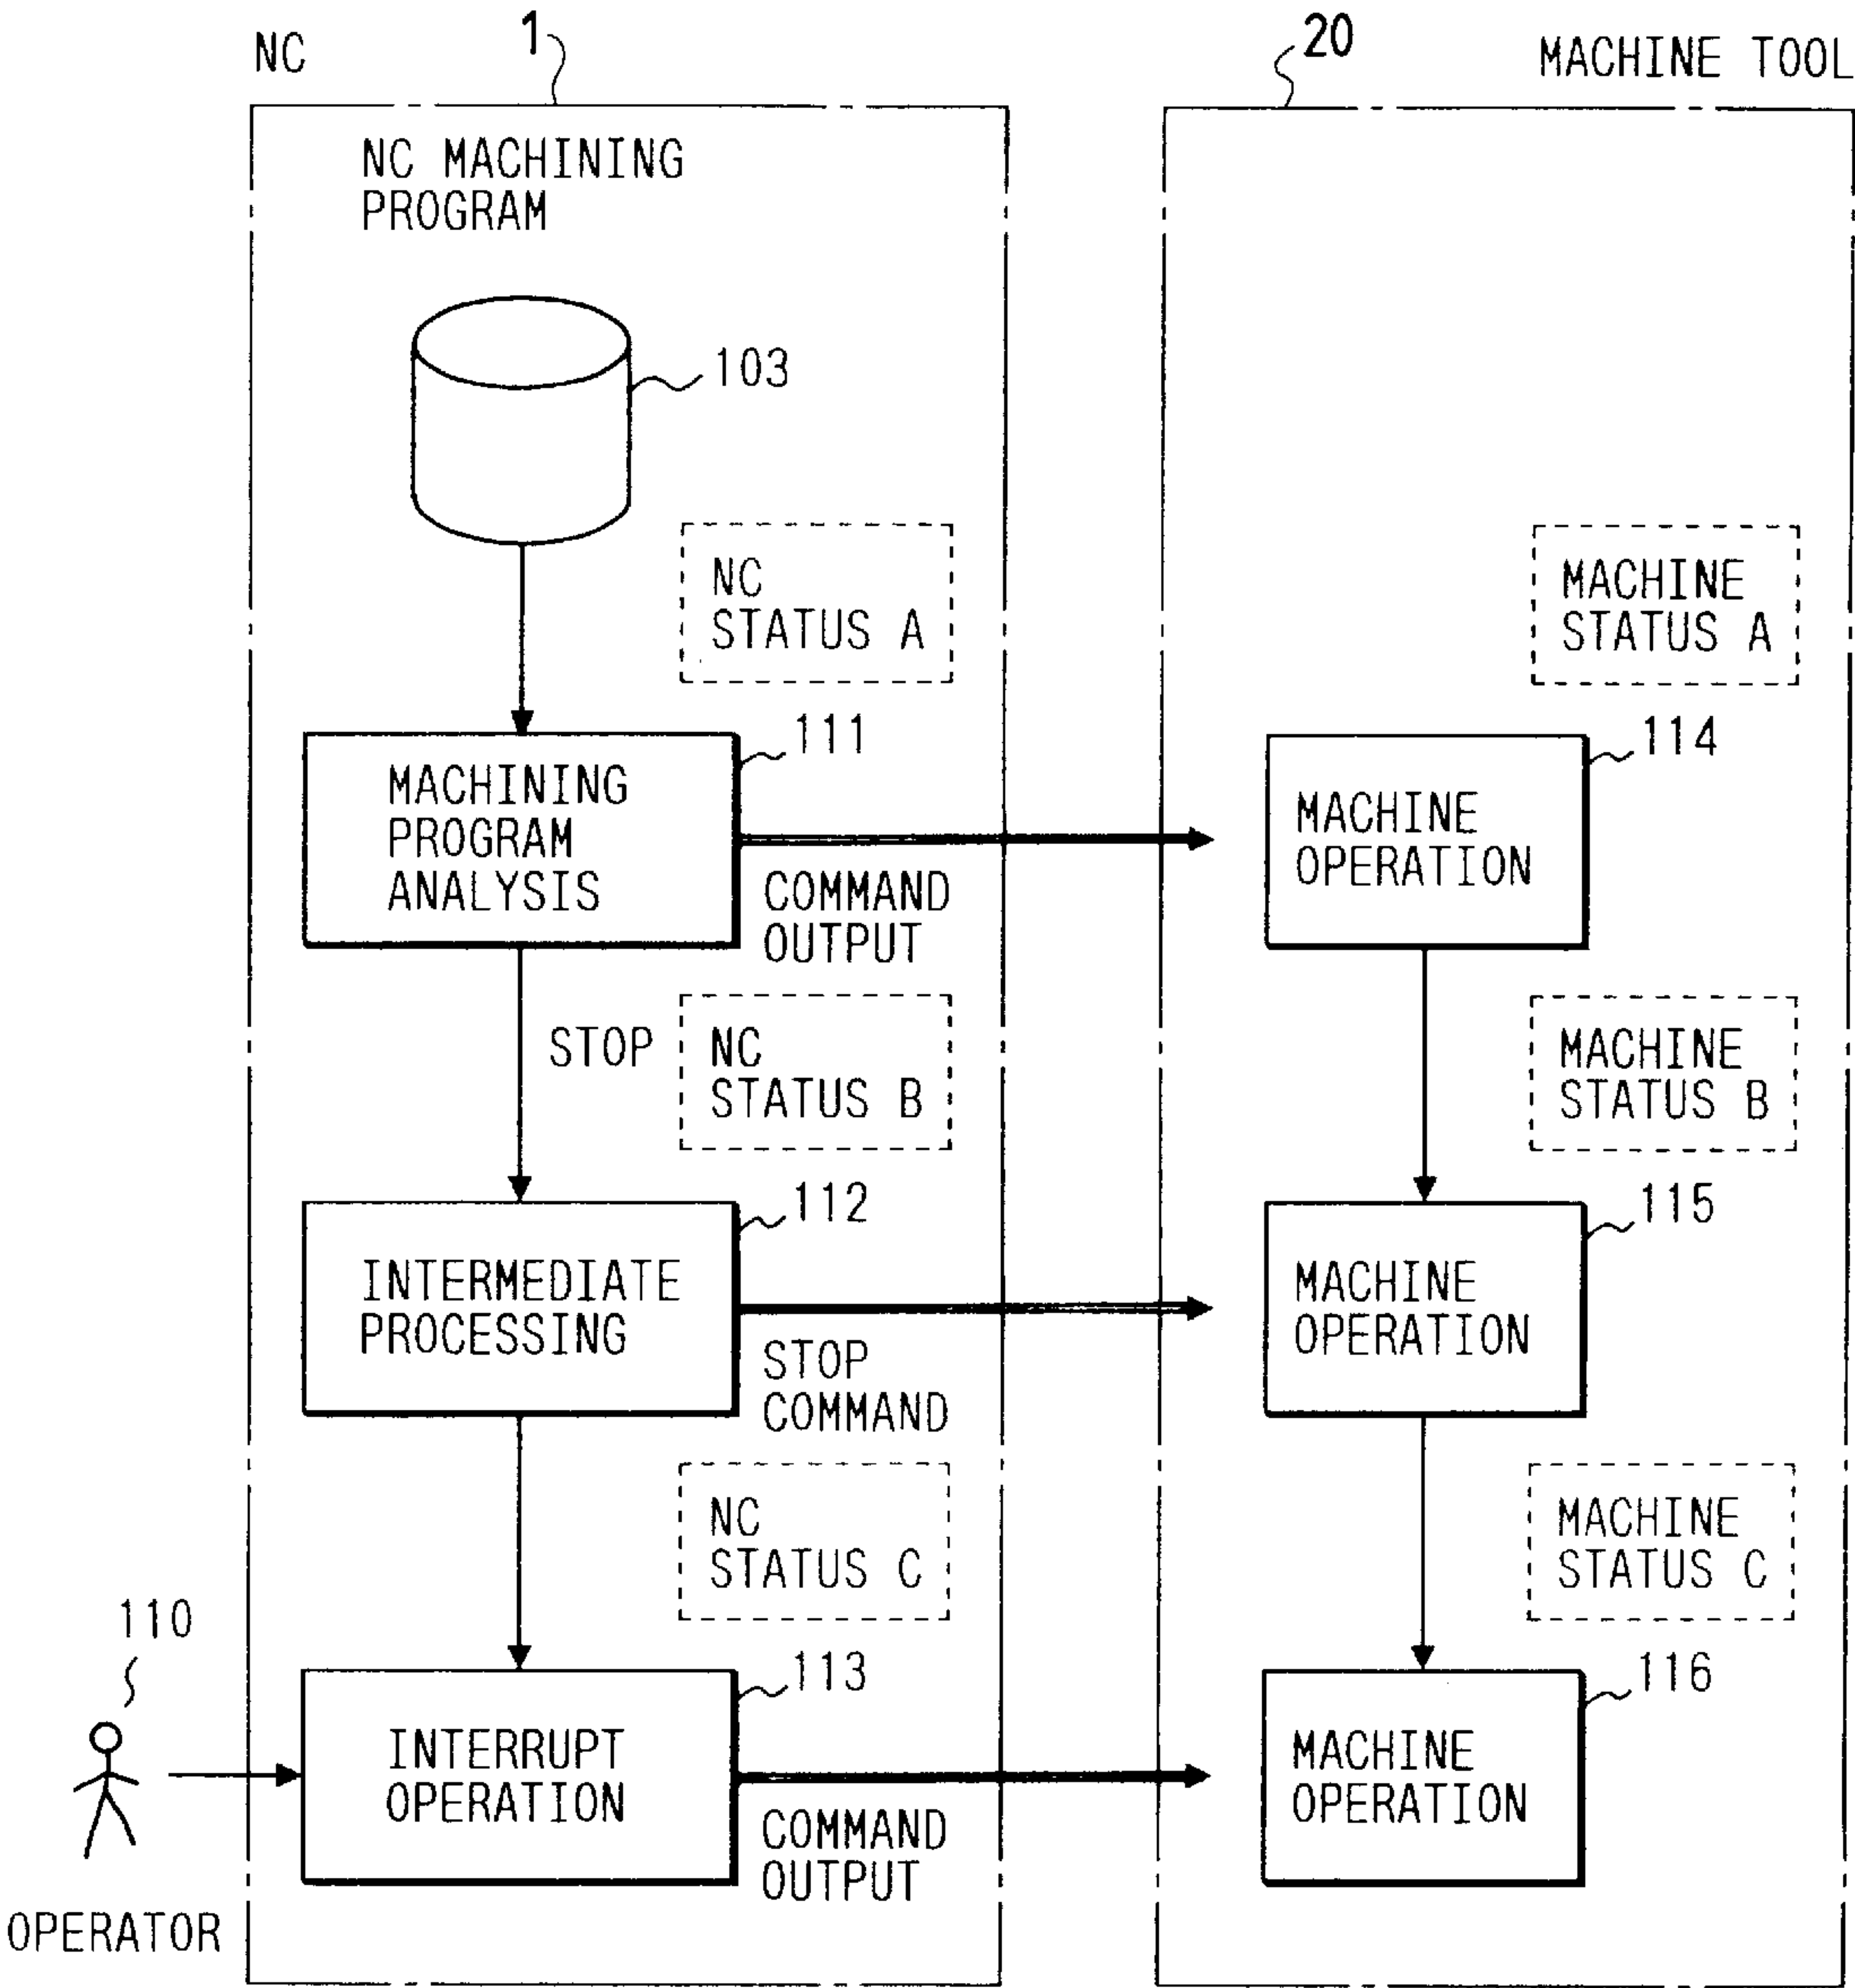 NC
1
20
MACHINE TOOL
NC MACHINING
PROGRAM
103
NC
STATUS A
MACHINE
STATUS A
111
114
MACHINING
PROGRAM
ANALYSIS
MACHINE
OPERATION
COMMAND
OUTPUT
STOP
NC
STATUS B
MACHINE
STATUS B
112
115
INTERMEDIATE
PROCESSING
MACHINE
OPERATION
STOP
COMMAND
NC
STATUS C
MACHINE
STATUS C
110
113
116
INTERRUPT
OPERATION
MACHINE
OPERATION
COMMAND
OUTPUT
OPERATOR